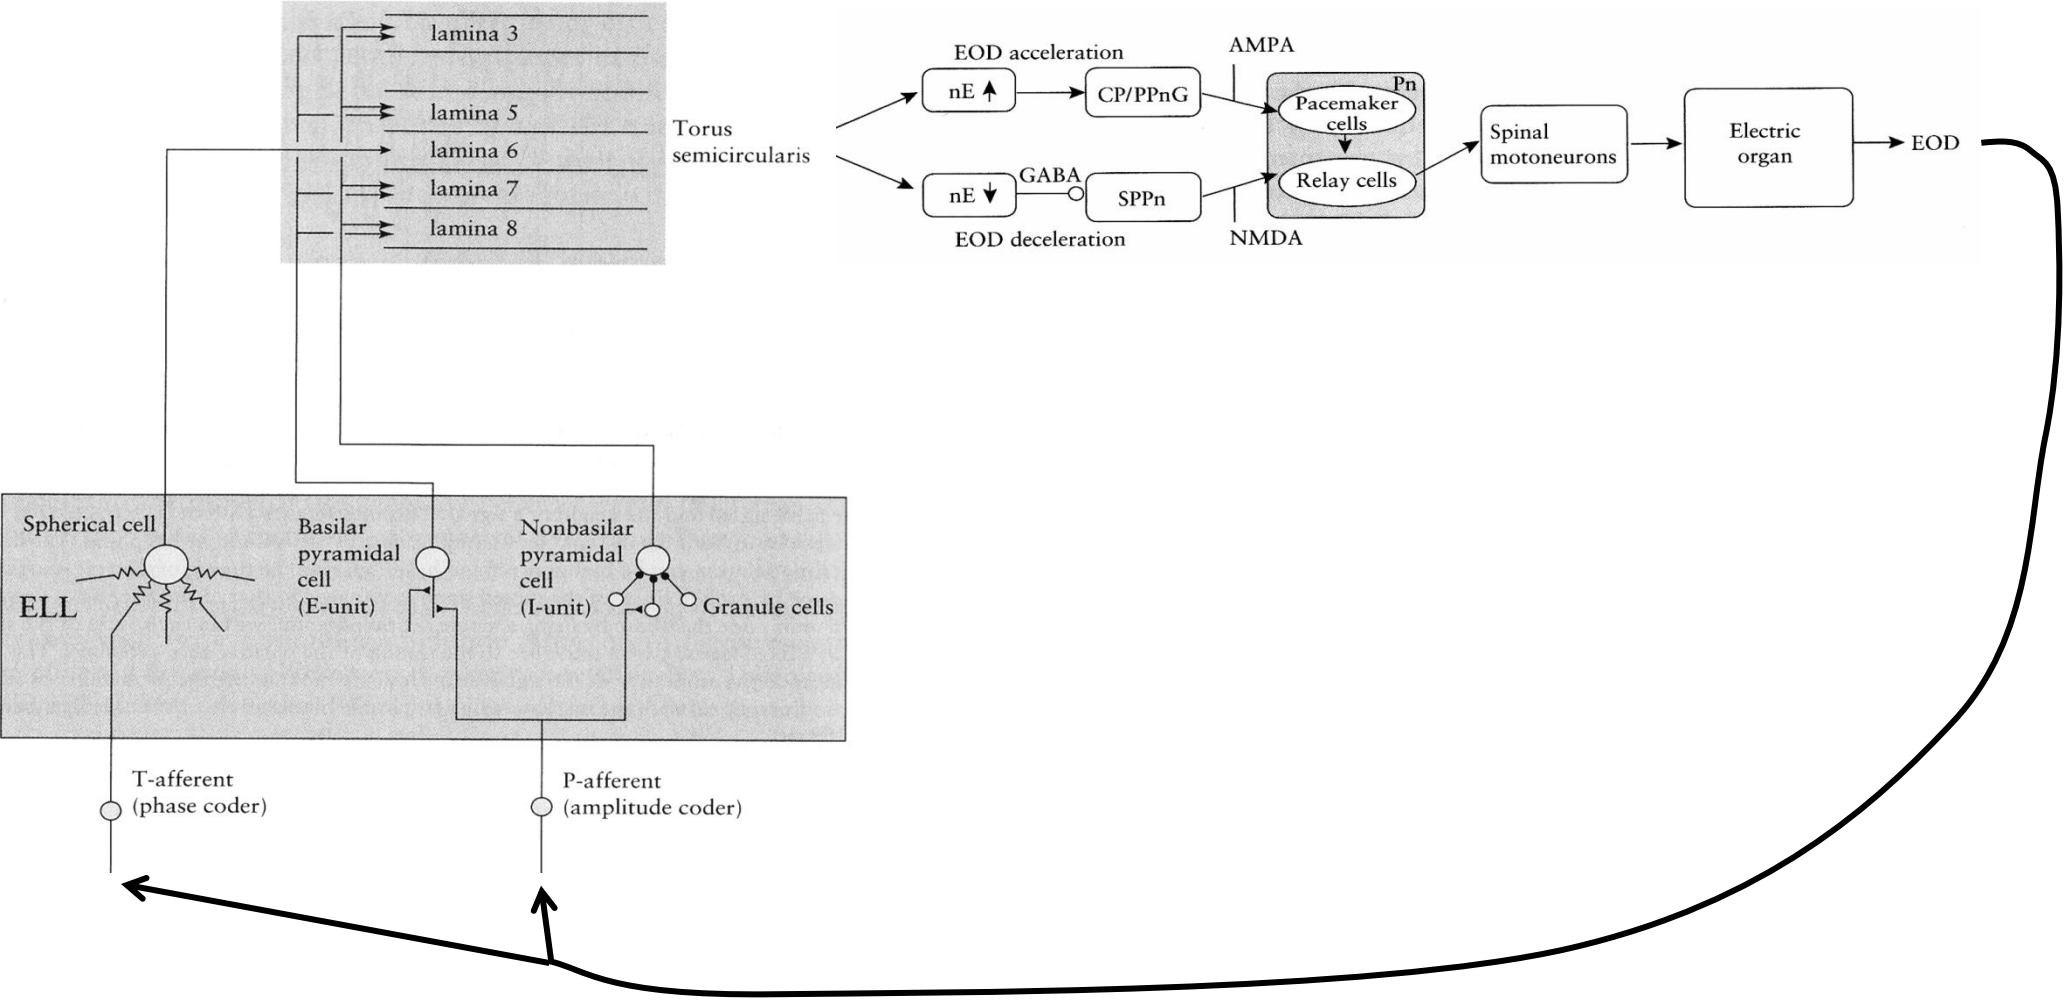 lamina 3
lamina 5
lamina 6
lamina 7
lamina 8
Torus
semicircularis
EOD acceleration
nE ↑
CP/PPnG
AMPA
Pn
Pacemaker
cells
Relay cells
nE ↓
GABA
SPPn
EOD deceleration
NMDA
Spinal
motoneurons
Electric
organ
EOD
Spherical cell
ELL
Basilar
pyramidal
cell
(E-unit)
Nonbasilar
pyramidal
cell
(I-unit)
Granule cells
T-afferent
(phase coder)
P-afferent
(amplitude coder)